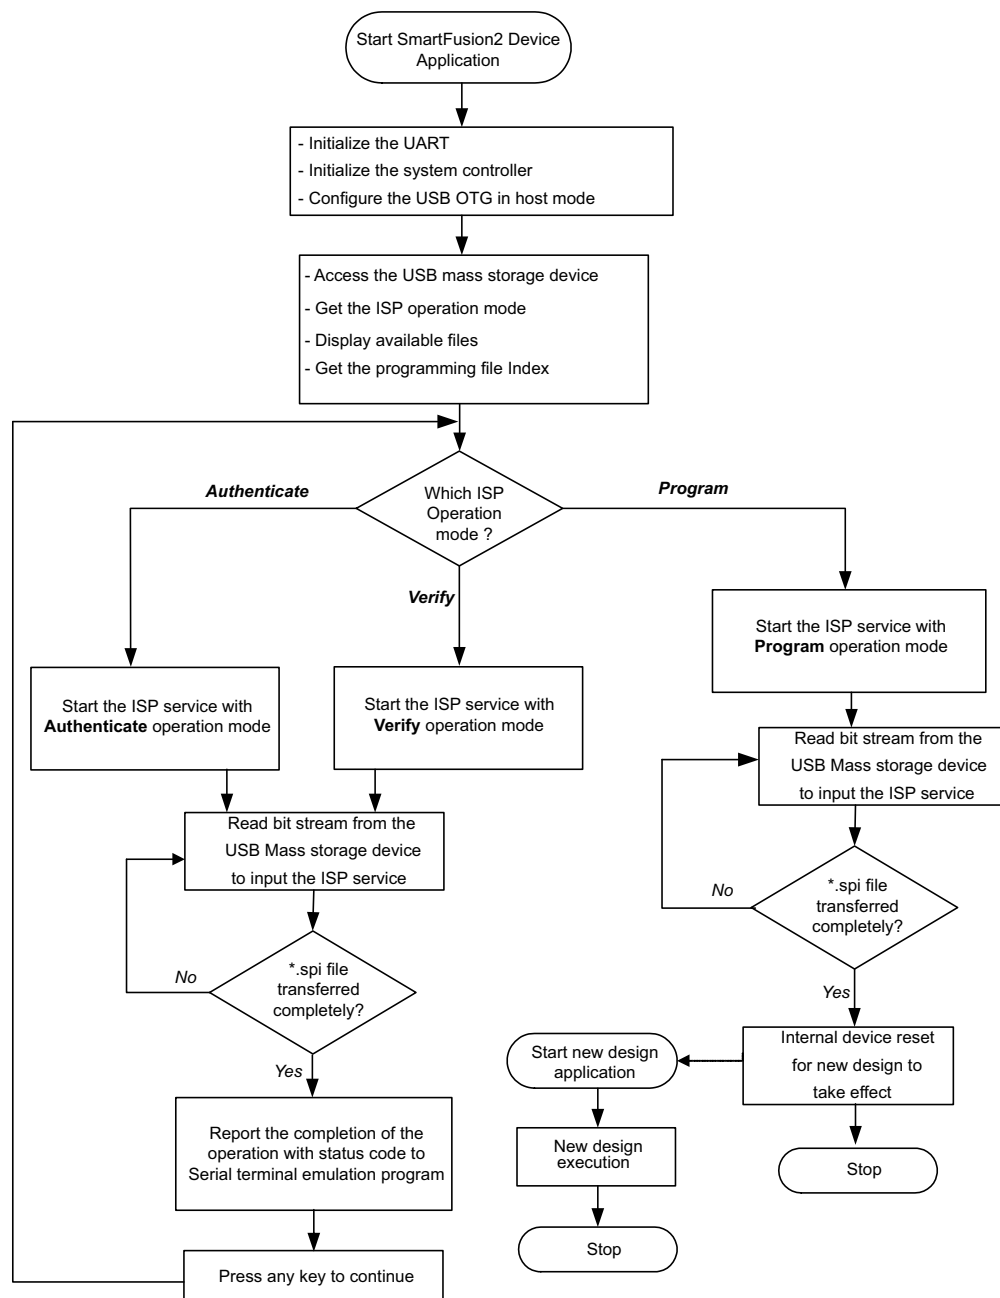 Start SmartFusion2 Device
Application
- Initialize the UART
- Initialize the system controller
- Configure the USB OTG in host mode
- Access the USB mass storage device
- Get the ISP operation mode
- Display available files
- Get the programming file Index
Which ISP
Operation
mode ?
Authenticate
Program
Verify
Start the ISP service with
Authenticate operation mode
Start the ISP service with
Verify operation mode
Start the ISP service with
Program operation mode
Read bit stream from the
USB Mass storage device
to input the ISP service
No
*.spi file
transferred
completely?
Yes
Report the completion of the
operation with status code to
Serial terminal emulation program
Press any key to continue
Read bit stream from the
USB Mass storage device
to input the ISP service
No
*.spi file
transferred
completely?
Yes
Internal device reset
for new design to
take effect
Stop
Start new design
application
New design
execution
Stop